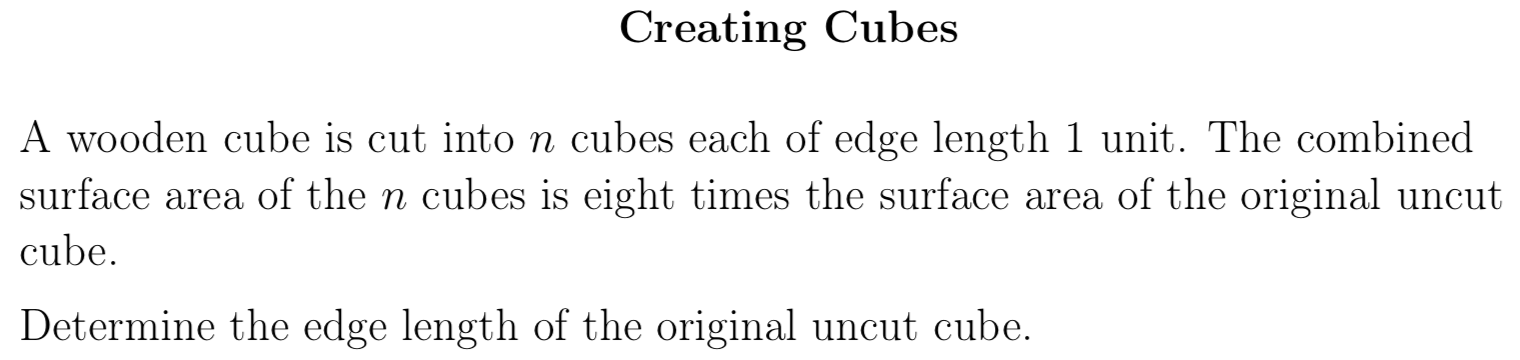 Creating Cubes
A wooden cube is cut into n cubes each of edge length 1 unit. The combined
surface area of the n cubes is eight times the surface area of the original uncut
cube.
Determine the edge length of the original uncut cube.